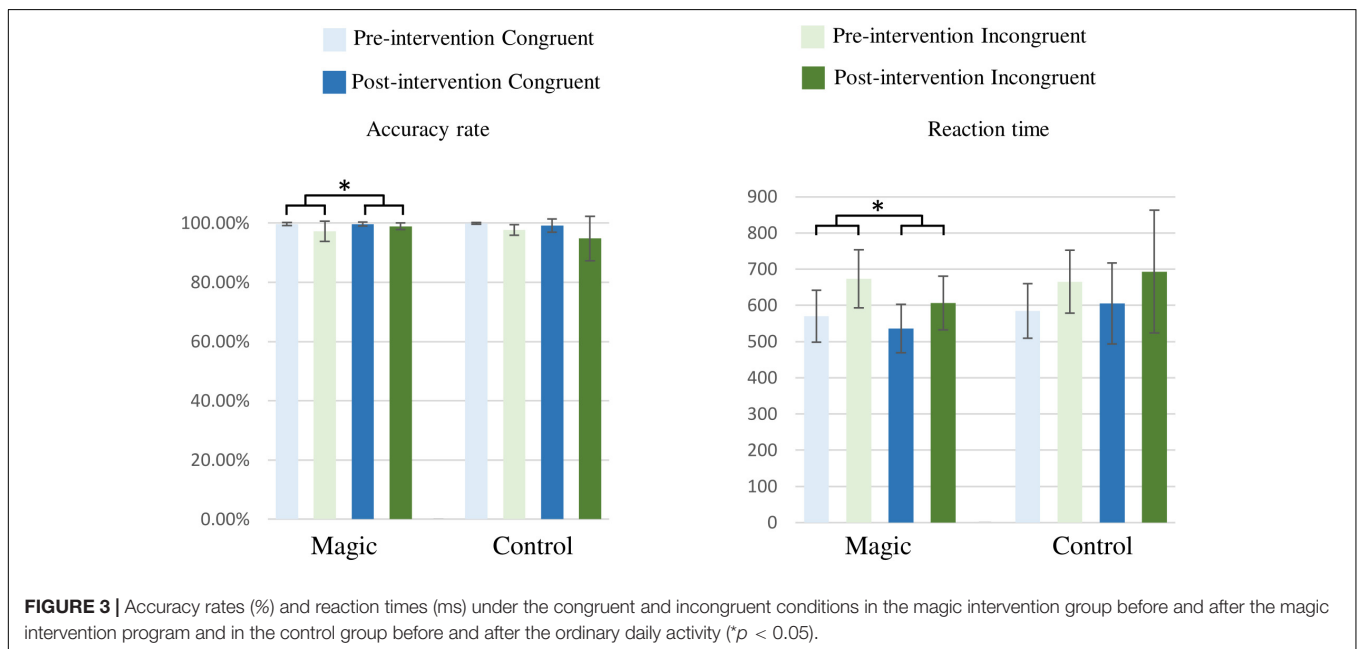 Pre-intervention Congruent
Pre-intervention Incongruent
Post-intervention Congruent
Post-intervention Incongruent
Accuracy rate
*
100.00%
80.00%
60.00%
40.00%
20.00%
0.00%
Magic
Control
Reaction time
*
900
800
700
600
500
400
300
200
100
0
Magic
Control
FIGURE 3 | Accuracy rates (%) and reaction times (ms) under the congruent and incongruent conditions in the magic intervention group before and after the magic
intervention program and in the control group before and after the ordinary daily activity (*p < 0.05).